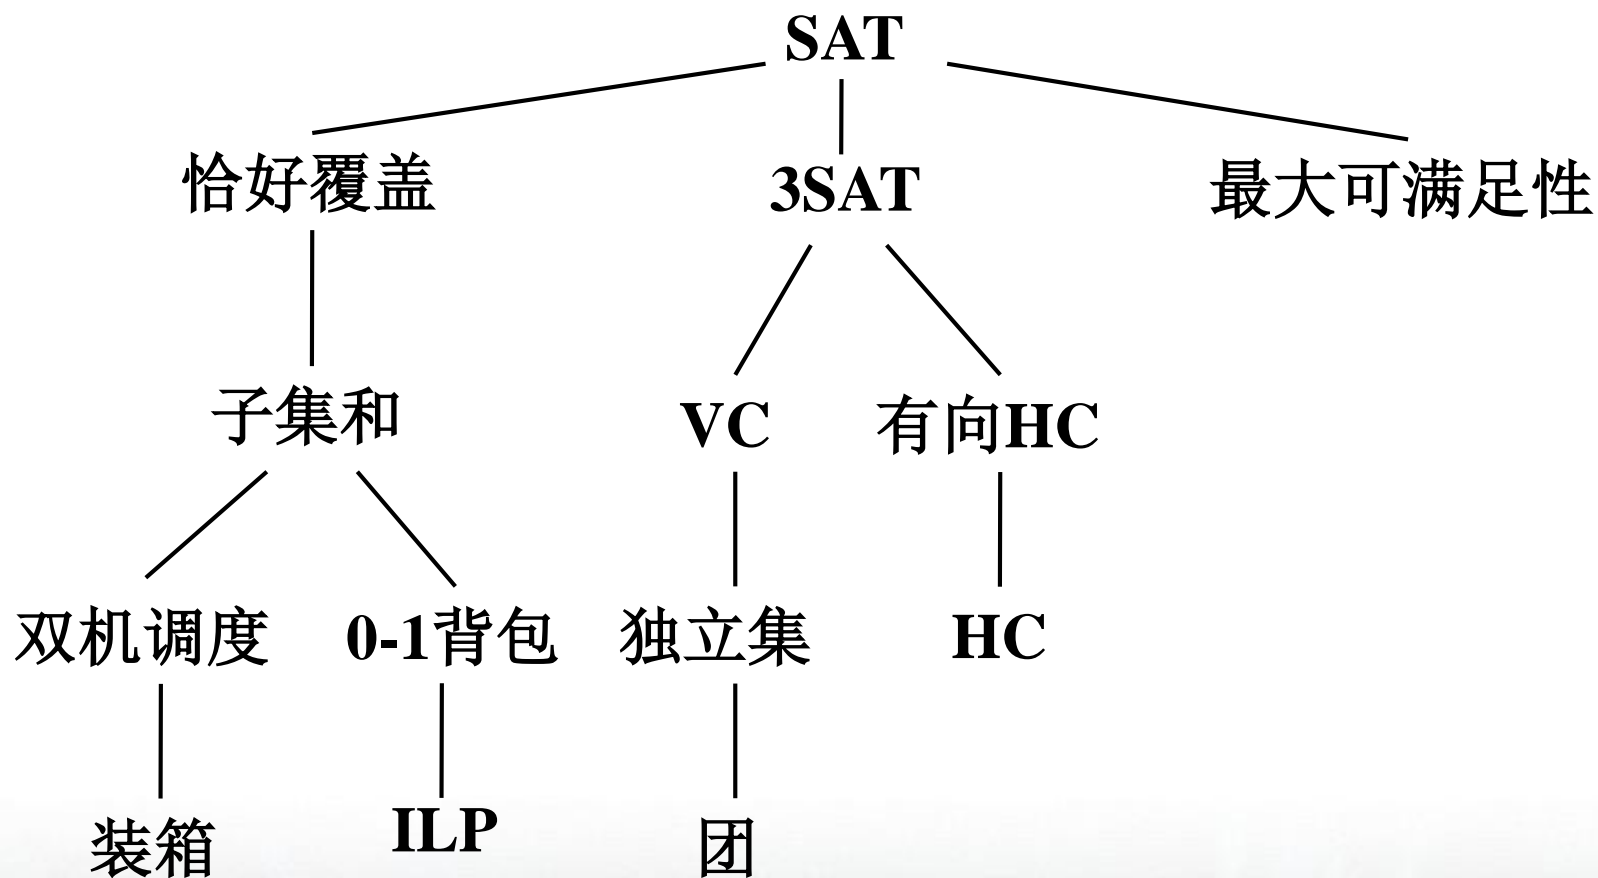 SAT
恰好覆盖 3SAT 最大可满足性
子集和 VC 有向HC
双机调度 0-1背包 独立集 HC
装箱 ILP 团